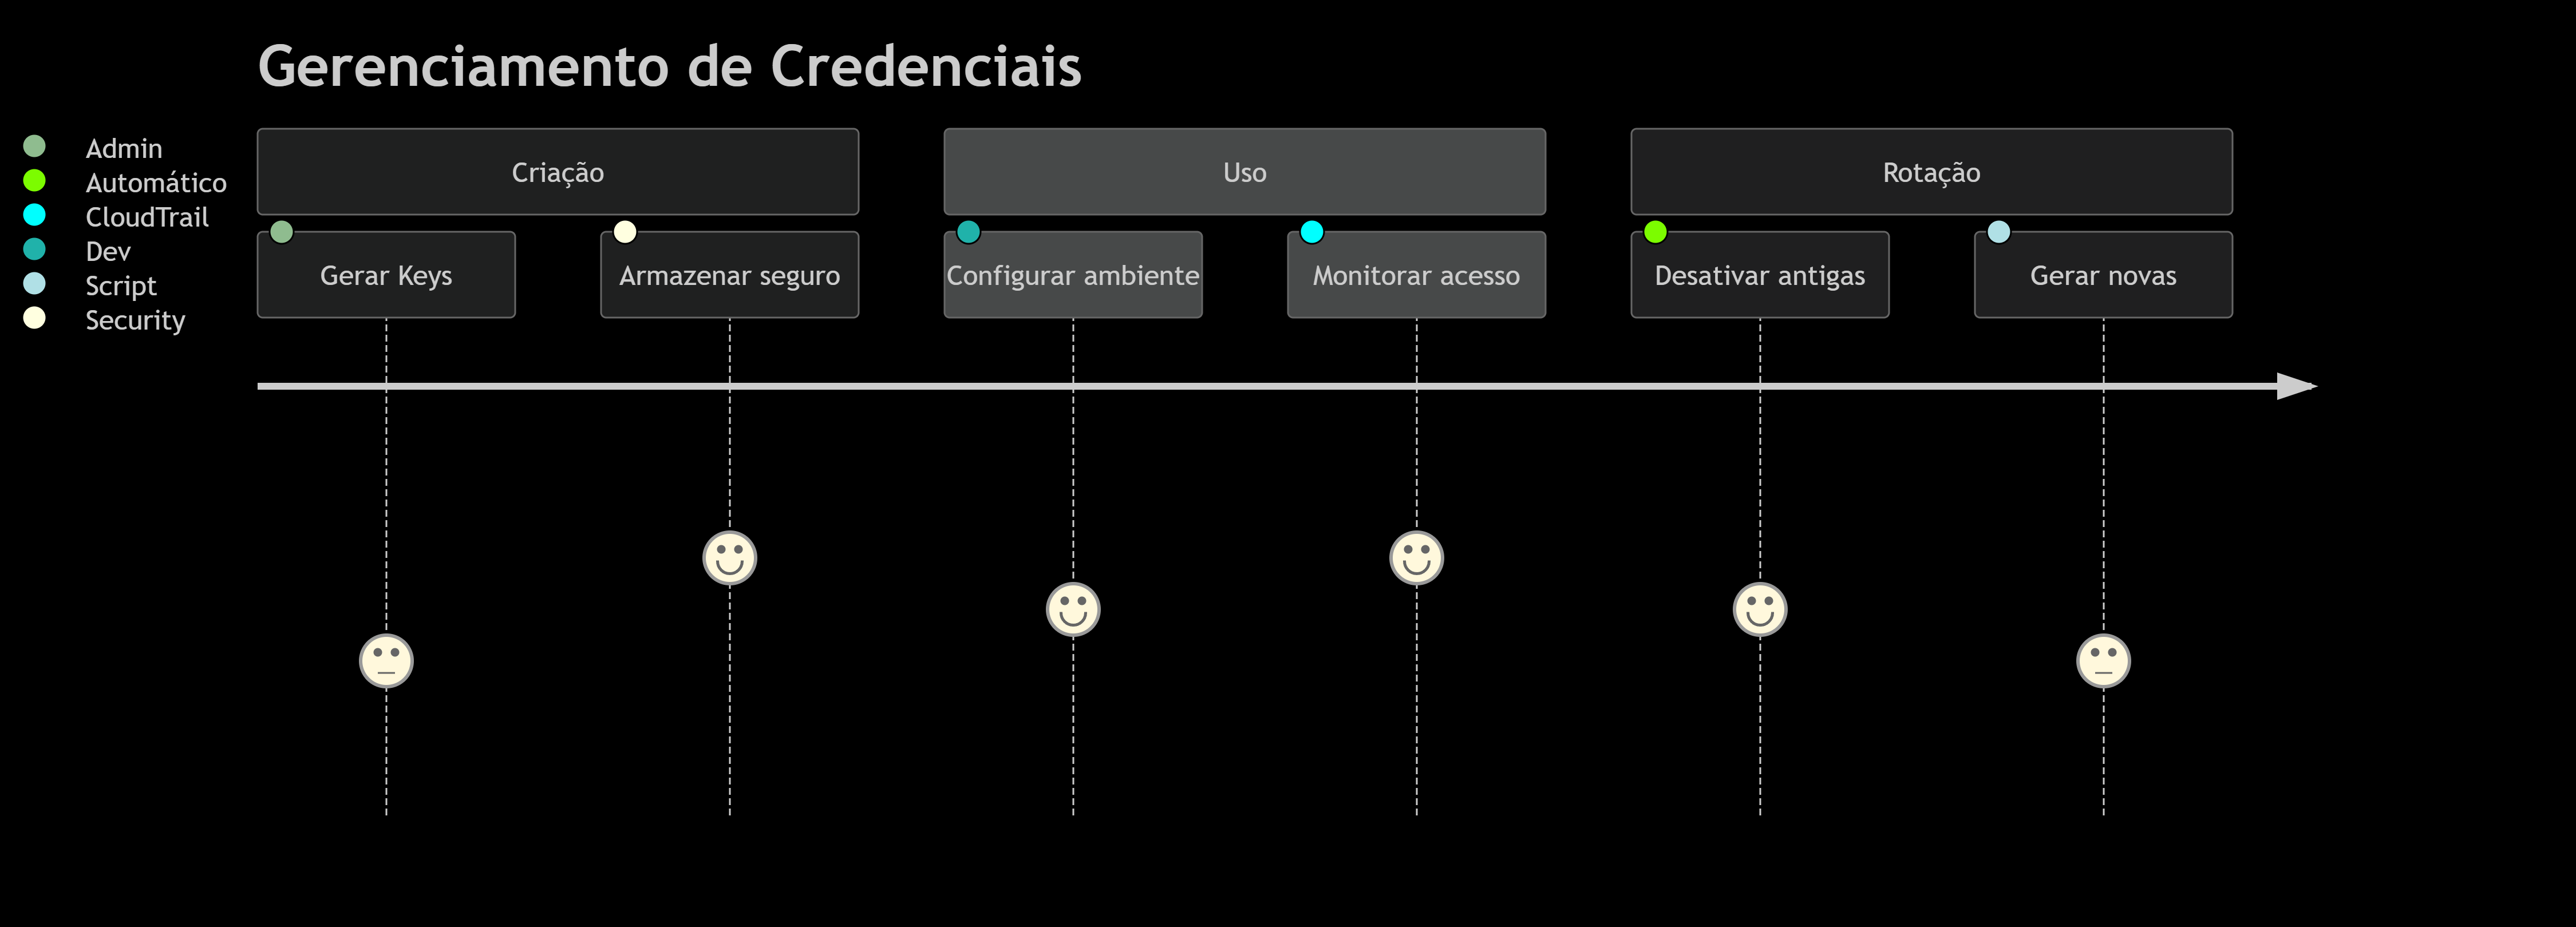 Gerenciamento de Credenciais
Admin
Automático
CloudTrail
Dev
Script
Security
Criação
Uso
Rotação
Gerar Keys
Armazenar seguro
Configurar ambiente
Monitorar acesso
Desativar antigas
Gerar novas